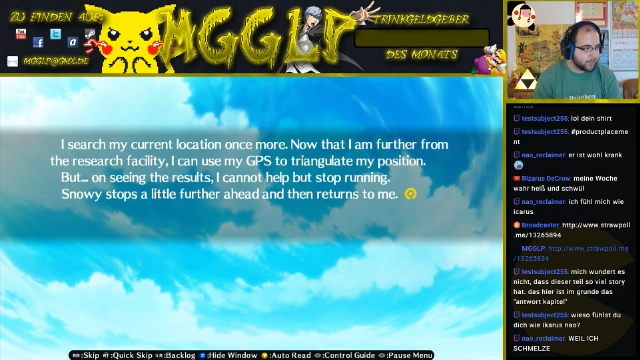 ZU FINDEN AUF:
MGGLP@GMX.DE
MGGLP
TRINKGELDGEBER
DES MONATS
I search my current location once more. Now that I am further from
the research facility, I can use my GPS to triangulate my position.
But... on seeing the results, I cannot help but stop running.
Snowy stops a little further ahead and then returns to me.
:Skip :Quick Skip :Backlog :Hide Window :Auto Read :Control Guide :Pause Menu
testsubject255: lol dein shirt
testsubject255:
#productplaceme
nt
nao_reclaimer: er ist wohl krank
Rizarus DeCrow: meine Woche
wahr heiß und schwül
nao_reclaimer: ich fühl mich wie
icarus
Broadcaster: http://www.strawpoll
.me/13265894
MGGLP: http://www.strawpoll.me
/13265894
testsubject255: mich wundert es
nicht, dass dieser teil so viel story
hat. das hier ist im grunde das
"antwort kapitel"
testsubject255: wieso fühlst du
dich wie Ikarus nao?
nao_reclaimer: WEIL ICH
SCHMELZE